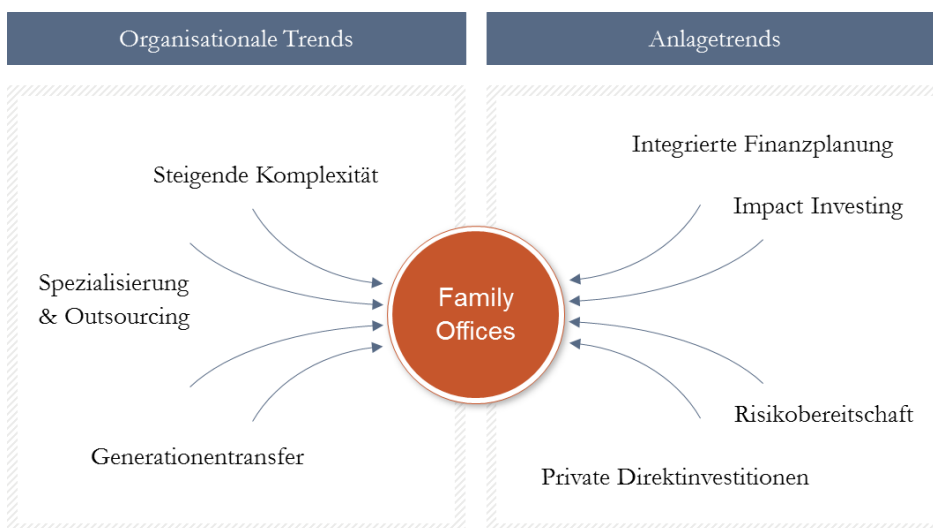 Organisationale Trends
Anlagetrends
Steigende Komplexität
Spezialisierung
& Outsourcing
Generationentransfer
Family
Offices
Integrierte Finanzplanung
Impact Investing
Risikobereitschaft
Private Direktinvestitionen